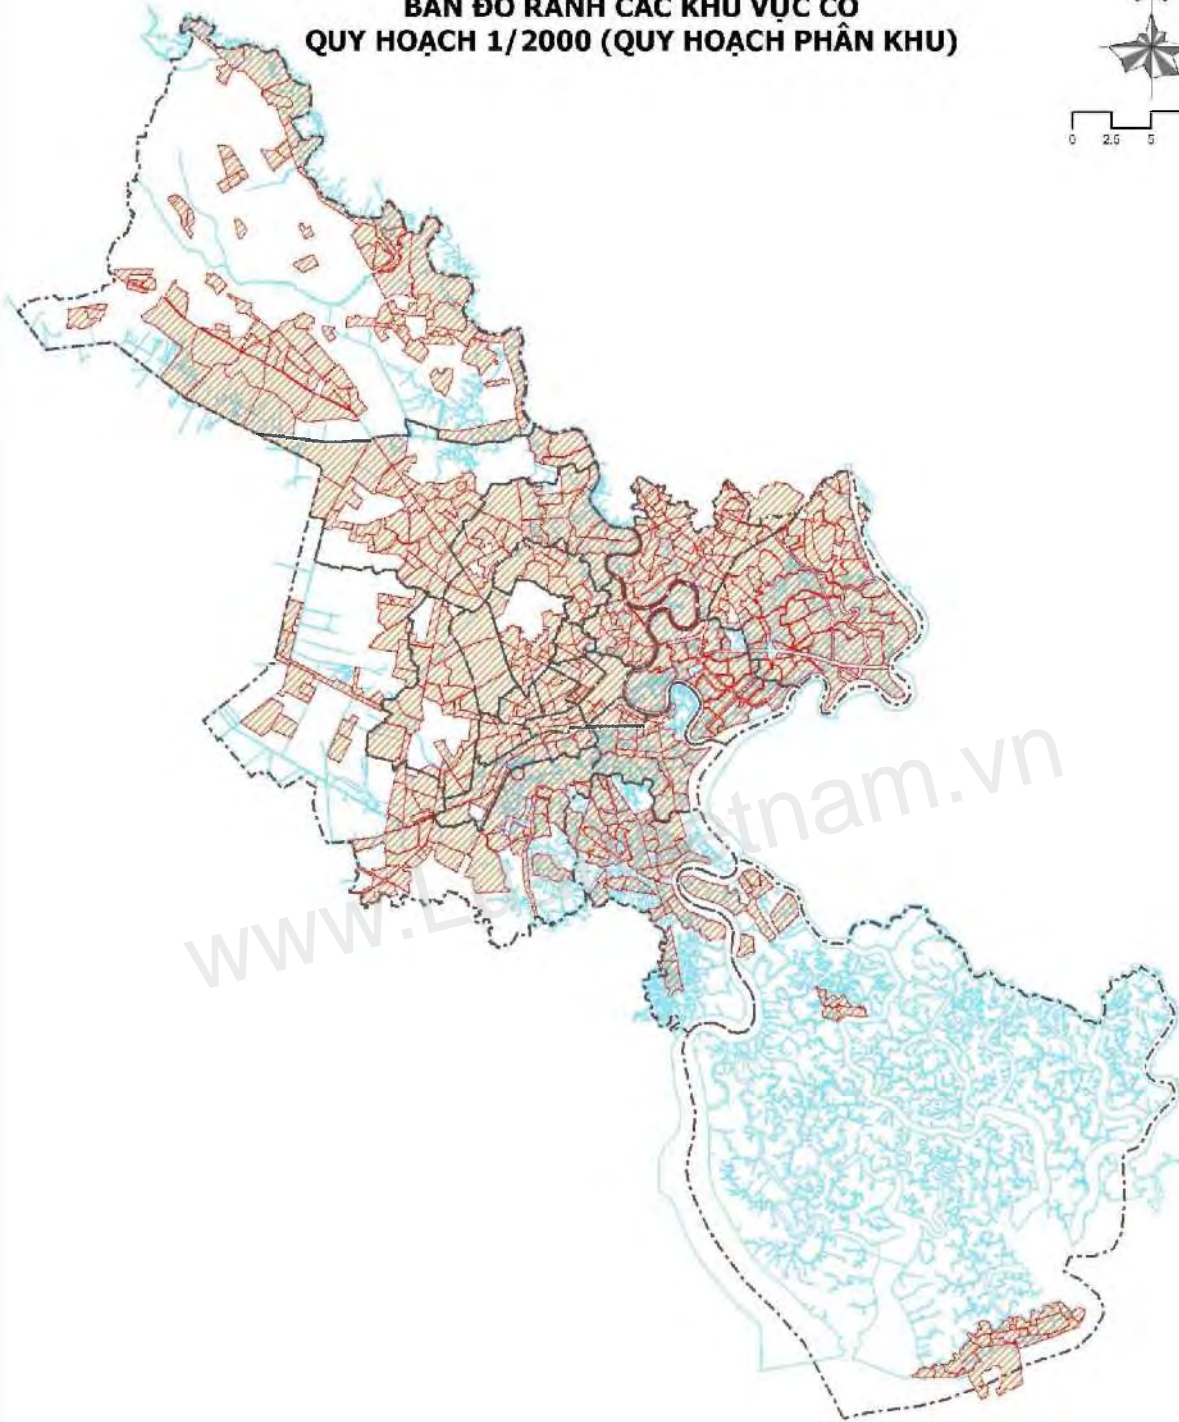 BẢN ĐỒ RANH CÁC KHU VỰC CÓ
QUY HOẠCH 1/2000 (QUY HOẠCH PHÂN KHU)
0 2.5 5
www.LuatVietnam.vn